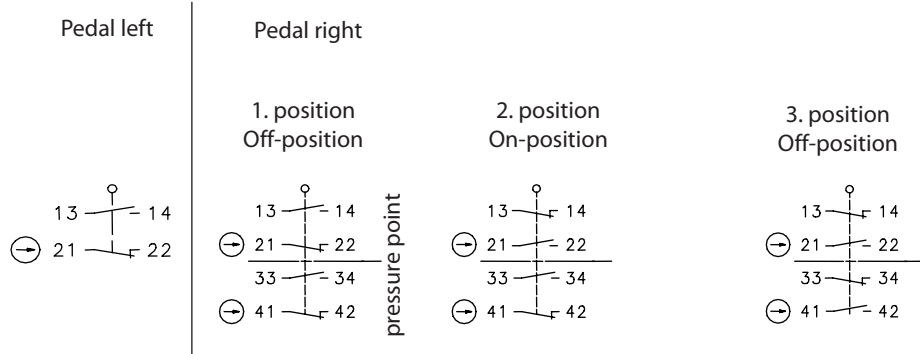 Pedal left
Pedal right
1. position
Off-position
2. position
On-position
3. position
Off-position
pressure point
13 14
21 22
13 14
21 22
33 34
41 42
13 14
21 22
33 34
41 42
13 14
21 22
33 34
41 42